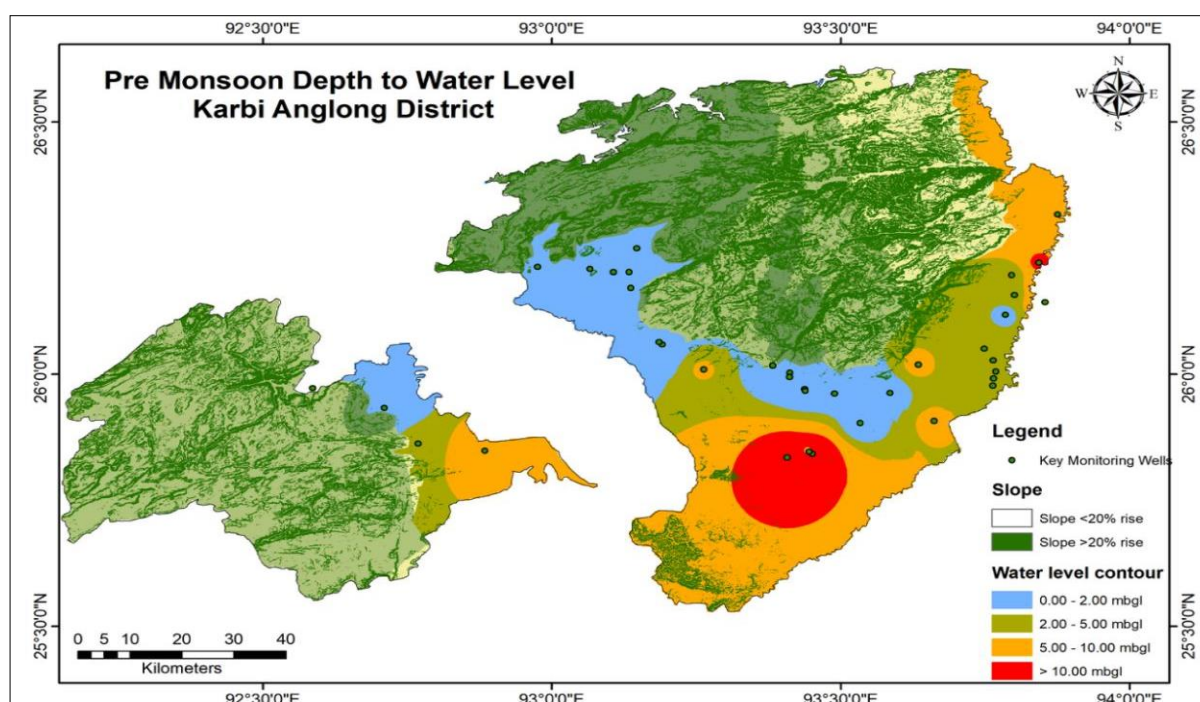 92°30'0"E 93°0'0"E 93°30'0"E 94°0'0"E
Pre Monsoon Depth to Water Level
Karbi Anglong District
N
W E
S
26°30'0"N 26°30'0"N
26°0'0"N 26°0'0"N
25°30'0"N 25°30'0"N
Legend
Key Monitoring Wells
Slope
Slope <20% rise
Slope >20% rise
Water level contour
0.00 - 2.00 mbgl
2.00 - 5.00 mbgl
5.00 - 10.00 mbgl
> 10.00 mbgl
0 5 10 20 30 40
Kilometers
92°30'0"E 93°0'0"E 93°30'0"E 94°0'0"E